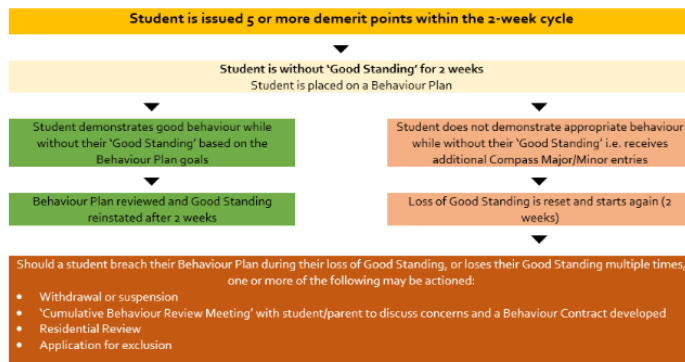 Student is issued 5 or more demerit points within the 2-week cycle
Student is without ‘Good Standing’ for 2 weeks
Student is placed on a Behaviour Plan
Student demonstrates good behaviour while
without their ‘Good Standing’ based on the
Behaviour Plan goals
Student does not demonstrate appropriate behaviour
while without their ‘Good Standing’ i.e. receives
additional Compass Major/Minor entries
Behaviour Plan reviewed and Good Standing
reinstated after 2 weeks
Loss of Good Standing is reset and starts again (2
weeks)
Should a student breach their Behaviour Plan during their loss of Good Standing, or loses their Good Standing multiple times,
one or more of the following may be actioned:
• Withdrawal or suspension
• ‘Cumulative Behaviour Review Meeting’ with student/parent to discuss concerns and a Behaviour Contract developed
• Residential Review
• Application for exclusion